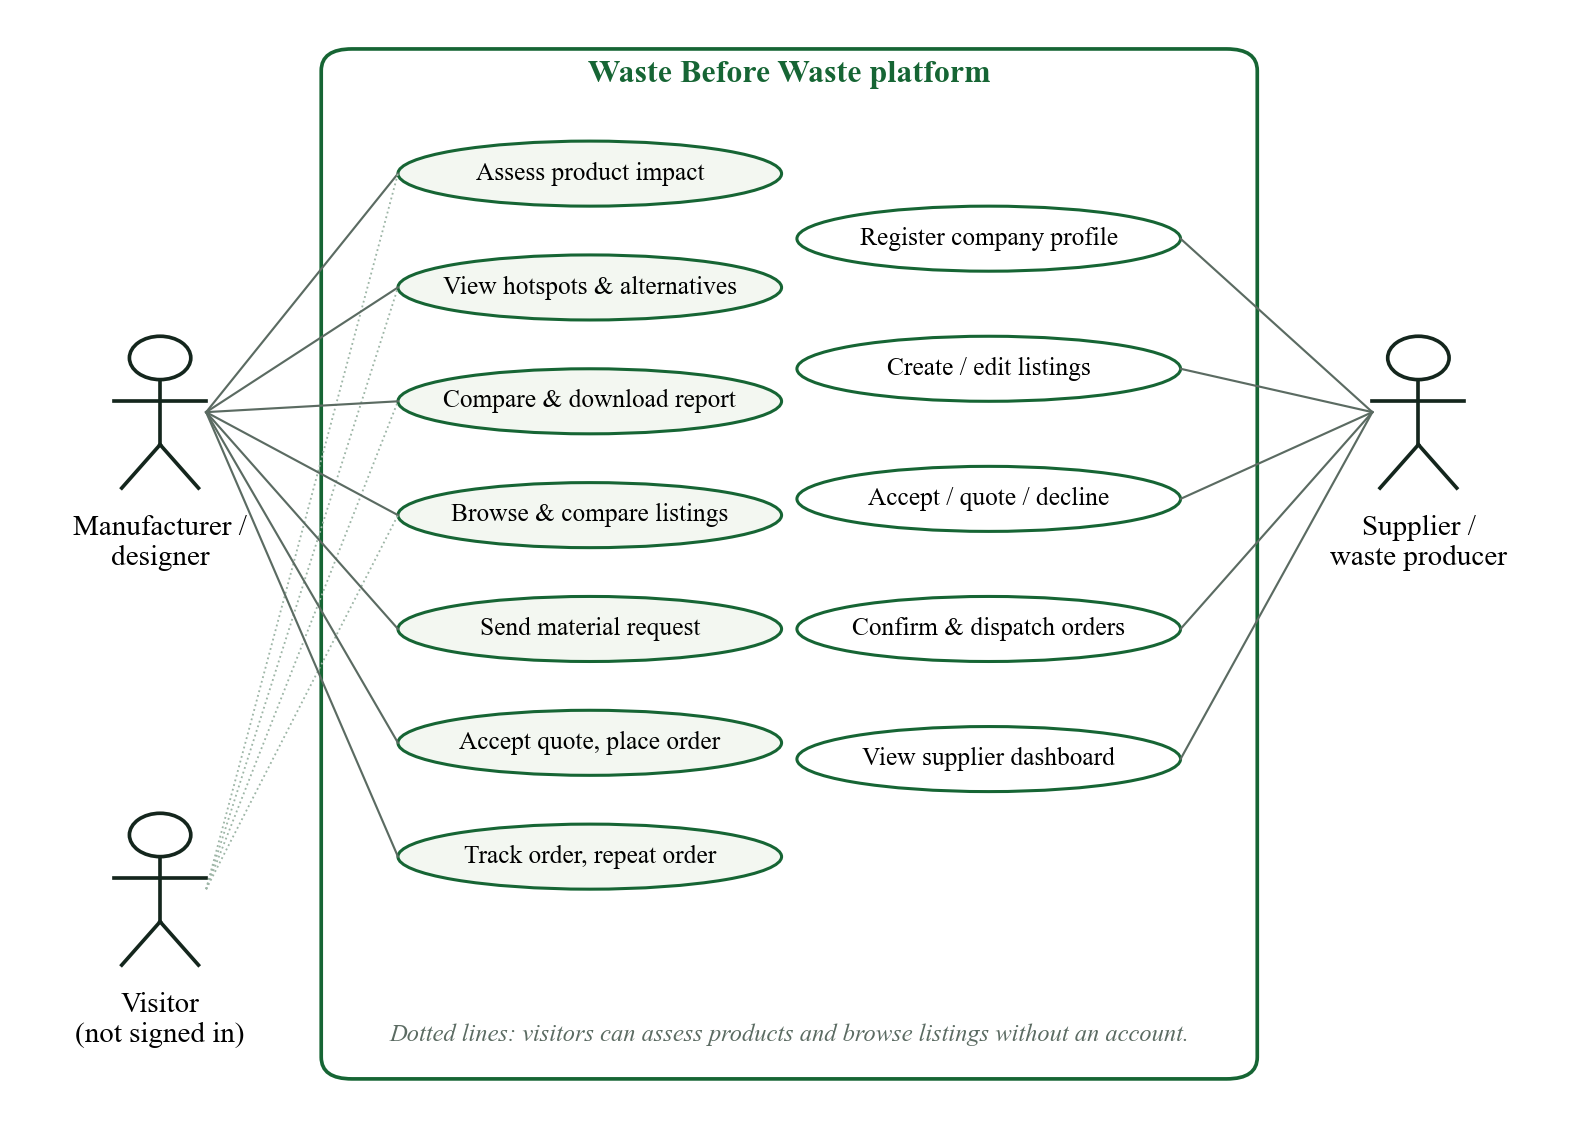 Waste Before Waste platform
Assess product impact
View hotspots & alternatives
Compare & download report
Browse & compare listings
Send material request
Accept quote, place order
Track order, repeat order
Register company profile
Create / edit listings
Accept / quote / decline
Confirm & dispatch orders
View supplier dashboard
Manufacturer /
designer
Visitor
(not signed in)
Supplier /
waste producer
Dotted lines: visitors can assess products and browse listings without an account.